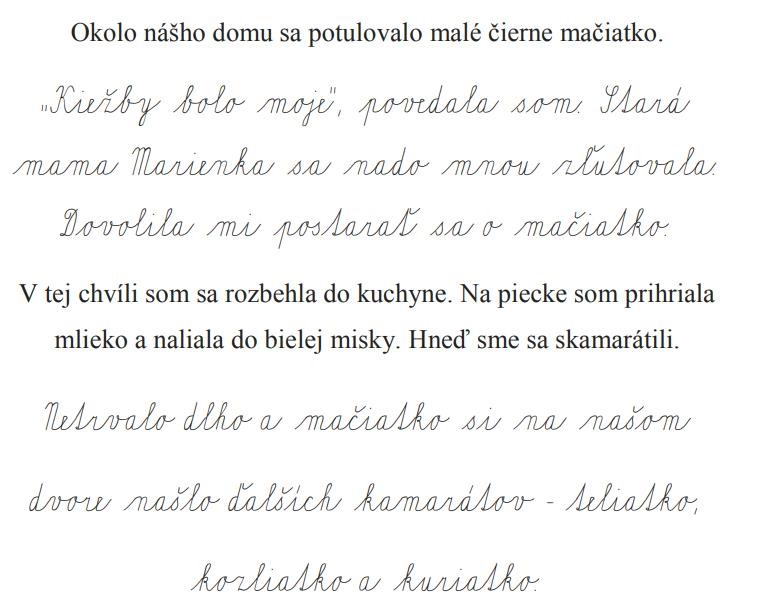 Okolo nášho domu sa potulovalo malé čierne mačiatko.
„Kiežby bolo moje", povedala som. Stará
mama Marienka sa nado mnou zľutovala.
Dovolila mi postarať sa o mačiatko.
V tej chvíli som sa rozbehla do kuchyne. Na piecke som prihriala
mlieko a naliala do bielej misky. Hneď sme sa skamarátili.
Netrvalo dlho a mačiatko si na našom
dvore našlo ďalších kamarátov - teliatko,
kozliatko a kuriatko.